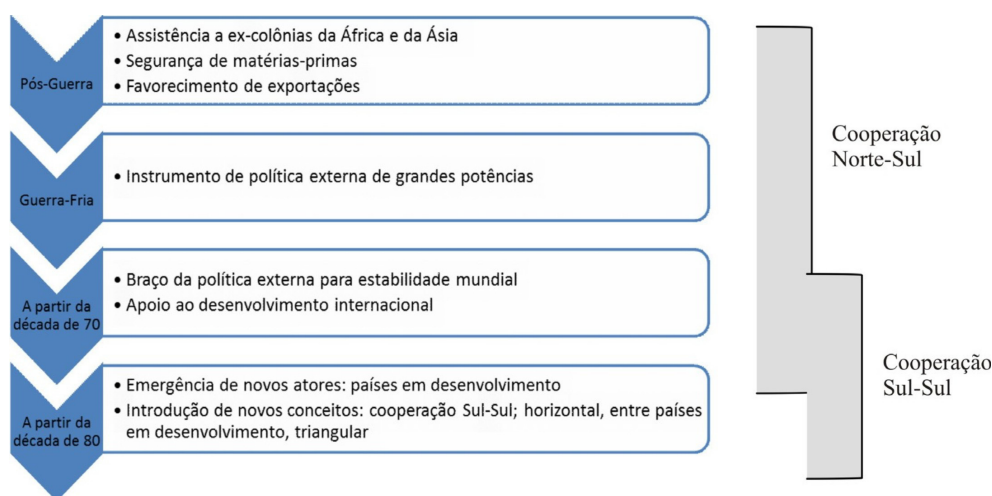 Pós-Guerra
• Assistência a ex-colônias da África e da Ásia
• Segurança de matérias-primas
• Favorecimento de exportações
Guerra-Fria
• Instrumento de política externa de grandes potências
A partir da
década de 70
• Braço da política externa para estabilidade mundial
• Apoio ao desenvolvimento internacional
A partir da
década de 80
• Emergência de novos atores: países em desenvolvimento
• Introdução de novos conceitos: cooperação Sul-Sul; horizontal, entre países
em desenvolvimento, triangular
Cooperação
Norte-Sul
Cooperação
Sul-Sul